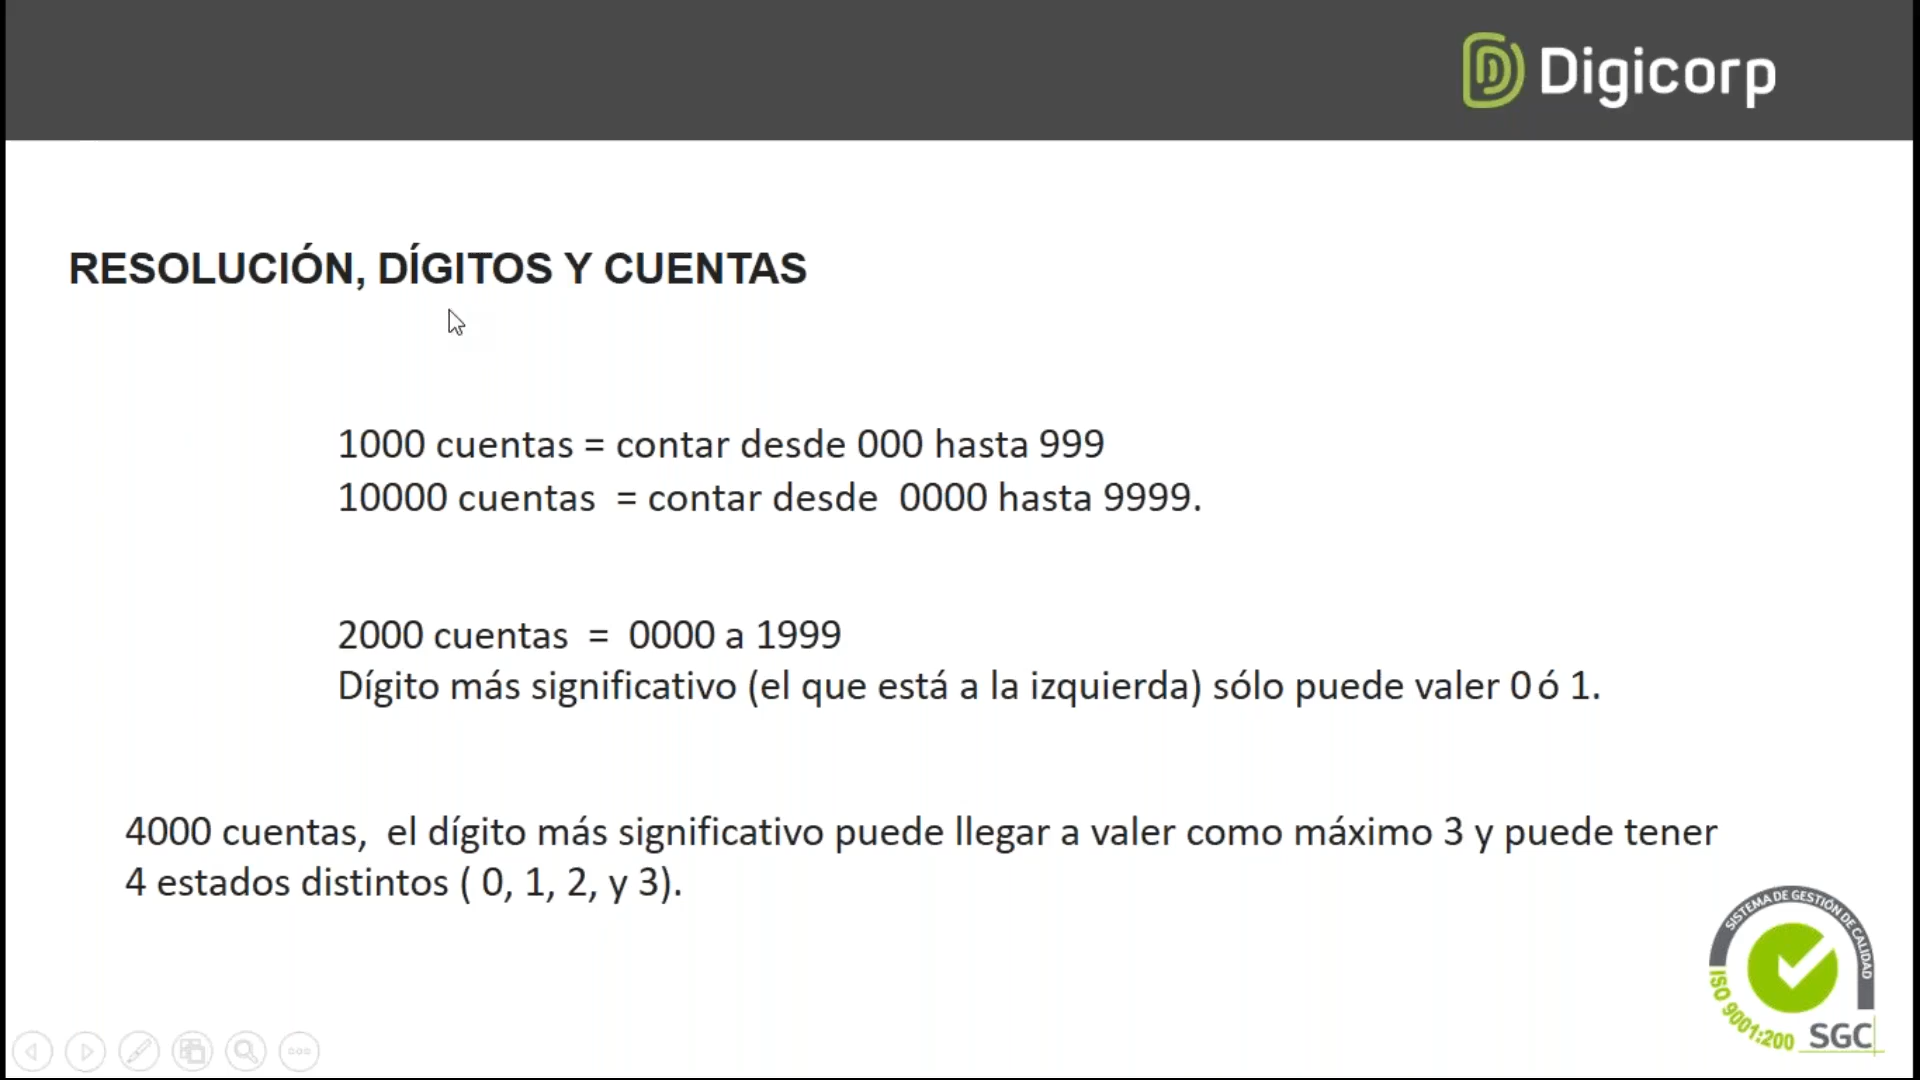 Digicorp
RESOLUCIÓN, DÍGITOS Y CUENTAS
1000 cuentas = contar desde 000 hasta 999
10000 cuentas = contar desde 0000 hasta 9999.
2000 cuentas = 0000 a 1999
Dígito más significativo (el que está a la izquierda) sólo puede valer 0 ó 1.
4000 cuentas, el dígito más significativo puede llegar a valer como máximo 3 y puede tener
4 estados distintos ( 0, 1, 2, y 3).
SISTEMA DE GESTIÓN DE CALIDAD
ISO 9001:200
SGC